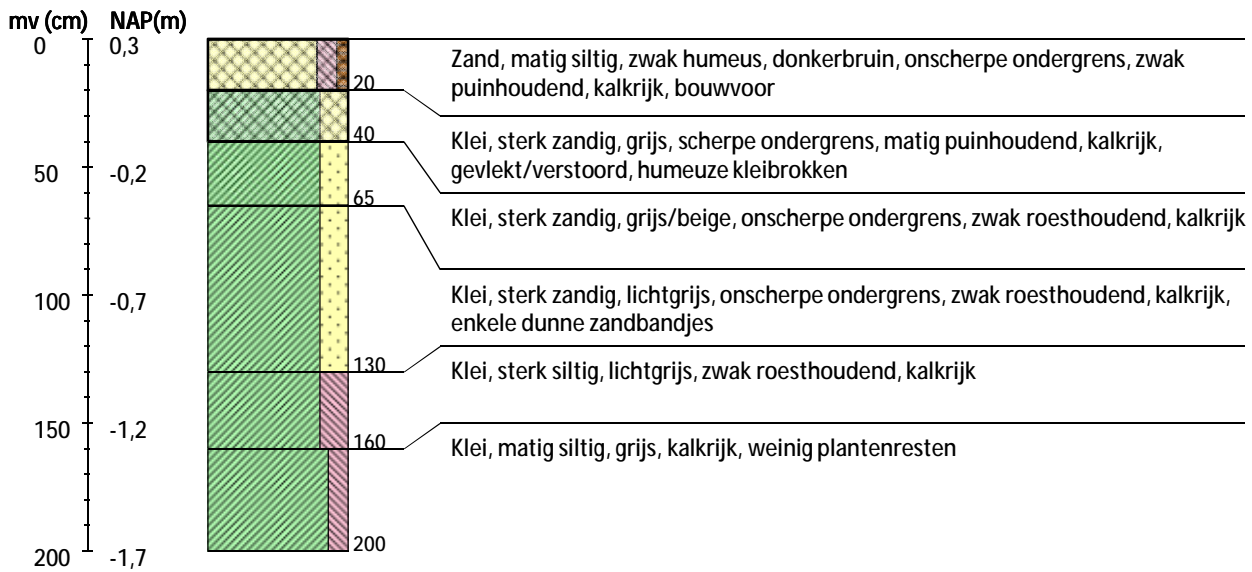 mv (cm) NAP(m)
0 0,3
Zand, matig siltig, zwak humeus, donkerbruin, onscherpe ondergrens, zwak
puinhoudend, kalkrijk, bouwvoor
20
Klei, sterk zandig, grijs, scherpe ondergrens, matig puinhoudend, kalkrijk,
gevlekt/verstoord, humeuze kleibrokken
40
50 -0,2
65
Klei, sterk zandig, grijs/beige, onscherpe ondergrens, zwak roesthoudend, kalkrijk
100 -0,7
Klei, sterk zandig, lichtgrijs, onscherpe ondergrens, zwak roesthoudend, kalkrijk,
enkele dunne zandbandjes
130
Klei, sterk siltig, lichtgrijs, zwak roesthoudend, kalkrijk
150 -1,2
160
Klei, matig siltig, grijs, kalkrijk, weinig plantenresten
200
200 -1,7